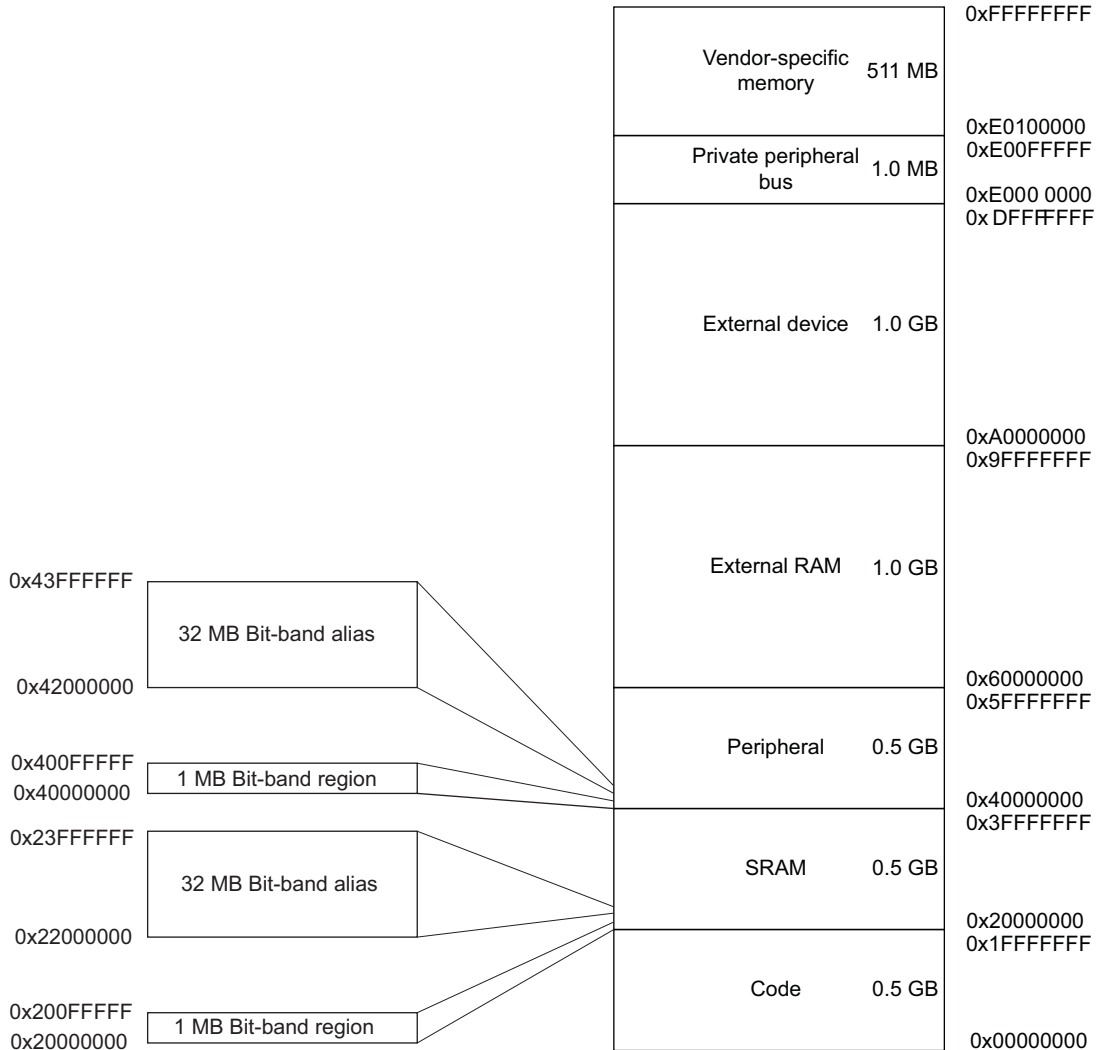 0xFFFFFFFF
Vendor-specific
memory
511 MB
0xE0100000
0xE00FFFFF
Private peripheral
bus
1.0 MB
0xE000 0000
0x DFFFFFFF
External device
1.0 GB
0xA0000000
0x9FFFFFFF
External RAM
1.0 GB
0x60000000
0x5FFFFFFF
Peripheral
0.5 GB
0x40000000
0x3FFFFFFF
SRAM
0.5 GB
0x20000000
0x1FFFFFFF
Code
0.5 GB
0x00000000
0x43FFFFFF
32 MB Bit-band alias
0x42000000
0x400FFFFF
1 MB Bit-band region
0x40000000
0x23FFFFFF
32 MB Bit-band alias
0x22000000
0x200FFFFF
1 MB Bit-band region
0x20000000